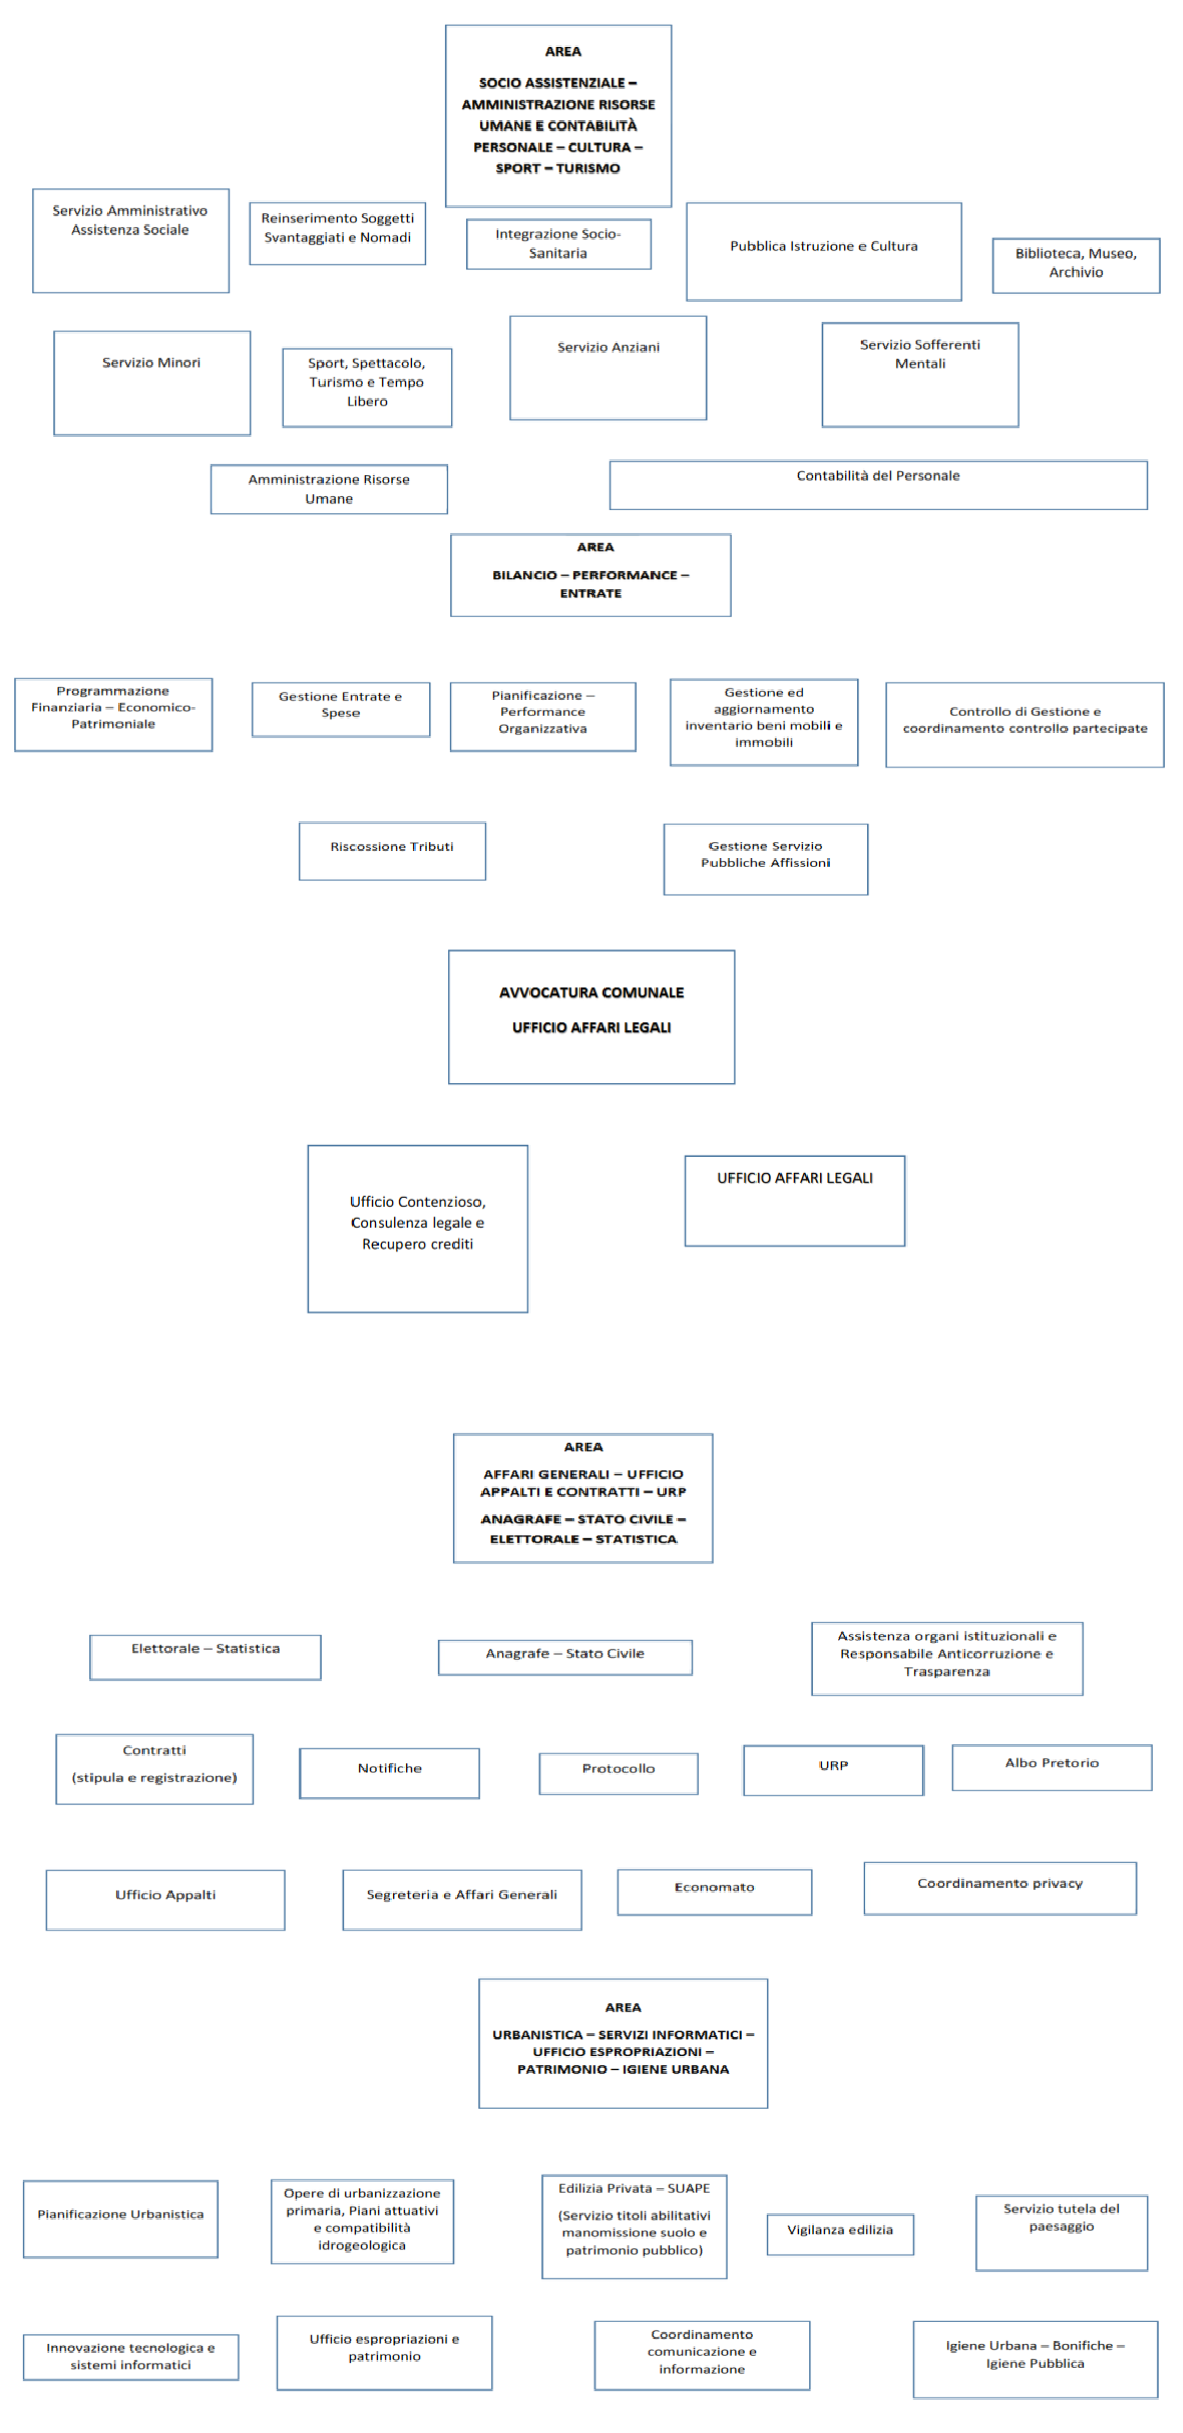 AREA
SOCIO ASSISTENZIALE –
AMMINISTRAZIONE RISORSE
UMANE E CONTABILITÀ
PERSONALE – CULTURA –
SPORT – TURISMO
Servizio Amministrativo
Assistenza Sociale
Reinserimento Soggetti
Svantaggiati e Nomadi
Integrazione Socio-
Sanitaria
Pubblica Istruzione e Cultura
Biblioteca, Museo,
Archivio
Servizio Minori
Sport, Spettacolo,
Turismo e Tempo
Libero
Servizio Anziani
Servizio Sofferenti
Mentali
Amministrazione Risorse
Umane
Contabilità del Personale
AREA
BILANCIO – PERFORMANCE –
ENTRATE
Programmazione
Finanziaria – Economico-
Patrimoniale
Gestione Entrate e
Spese
Pianificazione –
Performance
Organizzativa
Gestione ed
aggiornamento
inventario beni mobili e
immobili
Controllo di Gestione e
coordinamento controllo partecipate
Riscossione Tributi
Gestione Servizio
Pubbliche Affissioni
AVVOCATURA COMUNALE
UFFICIO AFFARI LEGALI
Ufficio Contenzioso,
Consulenza legale e
Recupero crediti
UFFICIO AFFARI LEGALI
AREA
AFFARI GENERALI – UFFICIO
APPALTI E CONTRATTI – URP
ANAGRAFE – STATO CIVILE –
ELETTORALE – STATISTICA
Elettorale – Statistica
Anagrafe – Stato Civile
Assistenza organi istituzionali e
Responsabile Anticorruzione e
Trasparenza
Contratti
(stipula e registrazione)
Notifiche
Protocollo
URP
Albo Pretorio
Ufficio Appalti
Segreteria e Affari Generali
Economato
Coordinamento privacy
AREA
URBANISTICA – SERVIZI INFORMATICI –
UFFICIO ESPROPRIAZIONI –
PATRIMONIO – IGIENE URBANA
Pianificazione Urbanistica
Opere di urbanizzazione
primaria, Piani attuativi
e compatibilità
idrogeologica
Edilizia Privata – SUAPE
(Servizio titoli abilitativi
manomissione suolo e
patrimonio pubblico)
Vigilanza edilizia
Servizio tutela del
paesaggio
Innovazione tecnologica e
sistemi informatici
Ufficio espropriazioni e
patrimonio
Coordinamento
comunicazione e
informazione
Igiene Urbana – Bonifiche –
Igiene Pubblica